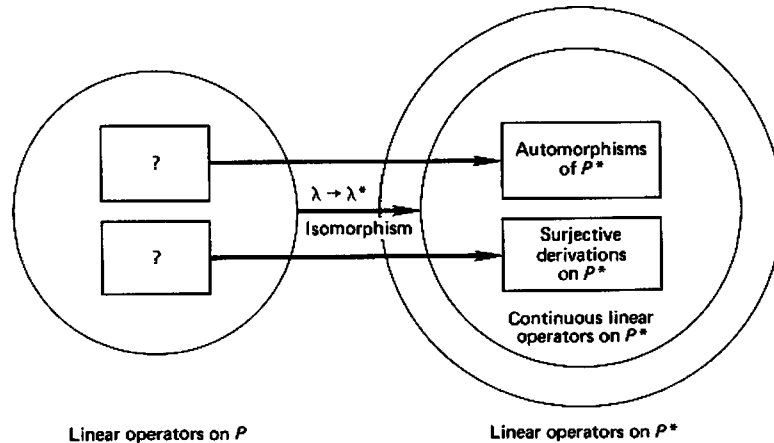 ?
Automorphisms
of P*
λ → λ*
Isomorphism
?
Surjective
derivations
on P*
Continuous linear
operators on P*
Linear operators on P
Linear operators on P*